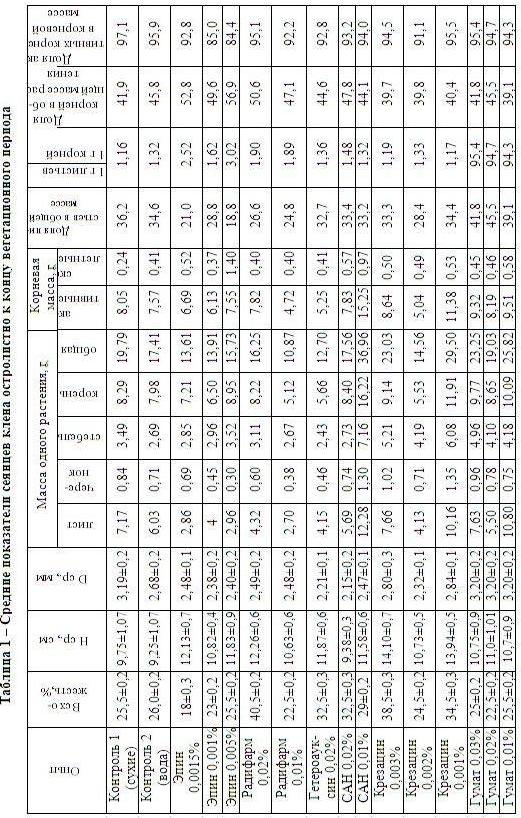 Таблица 1 – Средние показатели сеянцев клена остролистно к концу вегетационного периода
Опыт
Всхо-
жесть,%
Н ср., см
D ср., мм
Масса одного растения, г
лист
чере-
нок
стебель
корень
общая
Корневая
масса, г
ак
тивные
ске
летные
Доля ли-
стьев в общей
массе
1 г листьев
1 г корней
Доля
корней в об-
щей массе рас
тения
Доля ак
тивных корне
в корневой
массе
Контроль 1
(сухие) 25,5±0,2 9,75±1,07 3,19±0,2 7,17 0,84 3,49 8,29 19,79 8,05 0,24 36,2 1,16 41,9 97,1
Контроль 2
(вода) 26,0±0,2 9,25±1,07 2,68±0,2 6,03 0,71 2,69 7,98 17,41 7,57 0,41 34,6 1,32 45,8 95,9
Эпин
0,0015% 18±0,3 12,13±0,7 2,48±0,1 2,86 0,69 2,85 7,21 13,61 6,69 0,52 21,0 2,52 52,8 92,8
Эпин 0,001% 23±0,2 10,82±0,4 2,38±0,2 4 0,45 2,96 6,50 13,91 6,13 0,37 28,8 1,62 49,6 85,0
Эпин 0,005% 25,5±0,2 11,83±0,9 2,40±0,2 2,96 0,30 3,52 8,95 15,73 7,55 1,40 18,8 3,02 56,9 84,4
Радифарм
0,02% 40,5±0,2 12,26±0,6 2,49±0,2 4,32 0,60 3,11 8,22 16,25 7,82 0,40 26,6 1,90 50,6 95,1
Радифарм
0,01% 22,5±0,2 10,63±0,6 2,48±0,2 2,70 0,38 2,67 5,12 10,87 4,72 0,40 24,8 1,89 47,1 92,2
Гетероаук-
син 0,02% 32,5±0,3 11,87±0,6 2,21±0,1 4,15 0,46 2,43 5,66 12,70 5,25 0,41 32,7 1,36 44,6 92,8
САН 0,02% 32,5±0,3 9,38±0,3 2,15±0,2 5,69 0,74 2,73 8,40 17,56 7,83 0,57 33,4 1,48 47,8 93,2
САН 0,01% 29±0,2 11,58±0,6 2,47±0,1 12,28 1,30 7,16 16,22 36,96 15,25 0,97 33,2 1,32 44,1 94,0
Крезацин
0,003% 38,5±0,3 14,10±0,7 2,80±0,3 7,66 1,02 5,21 9,14 23,03 8,64 0,50 33,3 1,19 39,7 94,5
Крезацин
0,002% 24,5±0,2 10,73±0,5 2,32±0,1 4,13 0,71 4,19 5,53 14,56 5,04 0,49 28,4 1,33 39,8 91,1
Крезацин
0,001% 34,5±0,3 13,94±0,5 2,84±0,1 10,16 1,35 6,08 11,91 29,50 11,38 0,53 34,4 1,17 40,4 95,5
Гумат 0,03% 25±0,2 10,75±0,9 3,20±0,2 7,63 0,96 4,96 9,77 23,25 9,32 0,45 41,8 95,4 41,8 95,4
Гумат 0,02% 22,5±0,2 11,0±1,01 3,20±0,2 5,50 0,78 4,10 8,65 19,03 8,19 0,46 45,5 94,7 45,5 94,7
Гумат 0,01% 25,5±0,2 10,7±0,9 3,20±0,2 10,80 0,75 4,18 10,09 25,82 9,51 0,58 39,1 94,3 39,1 94,3